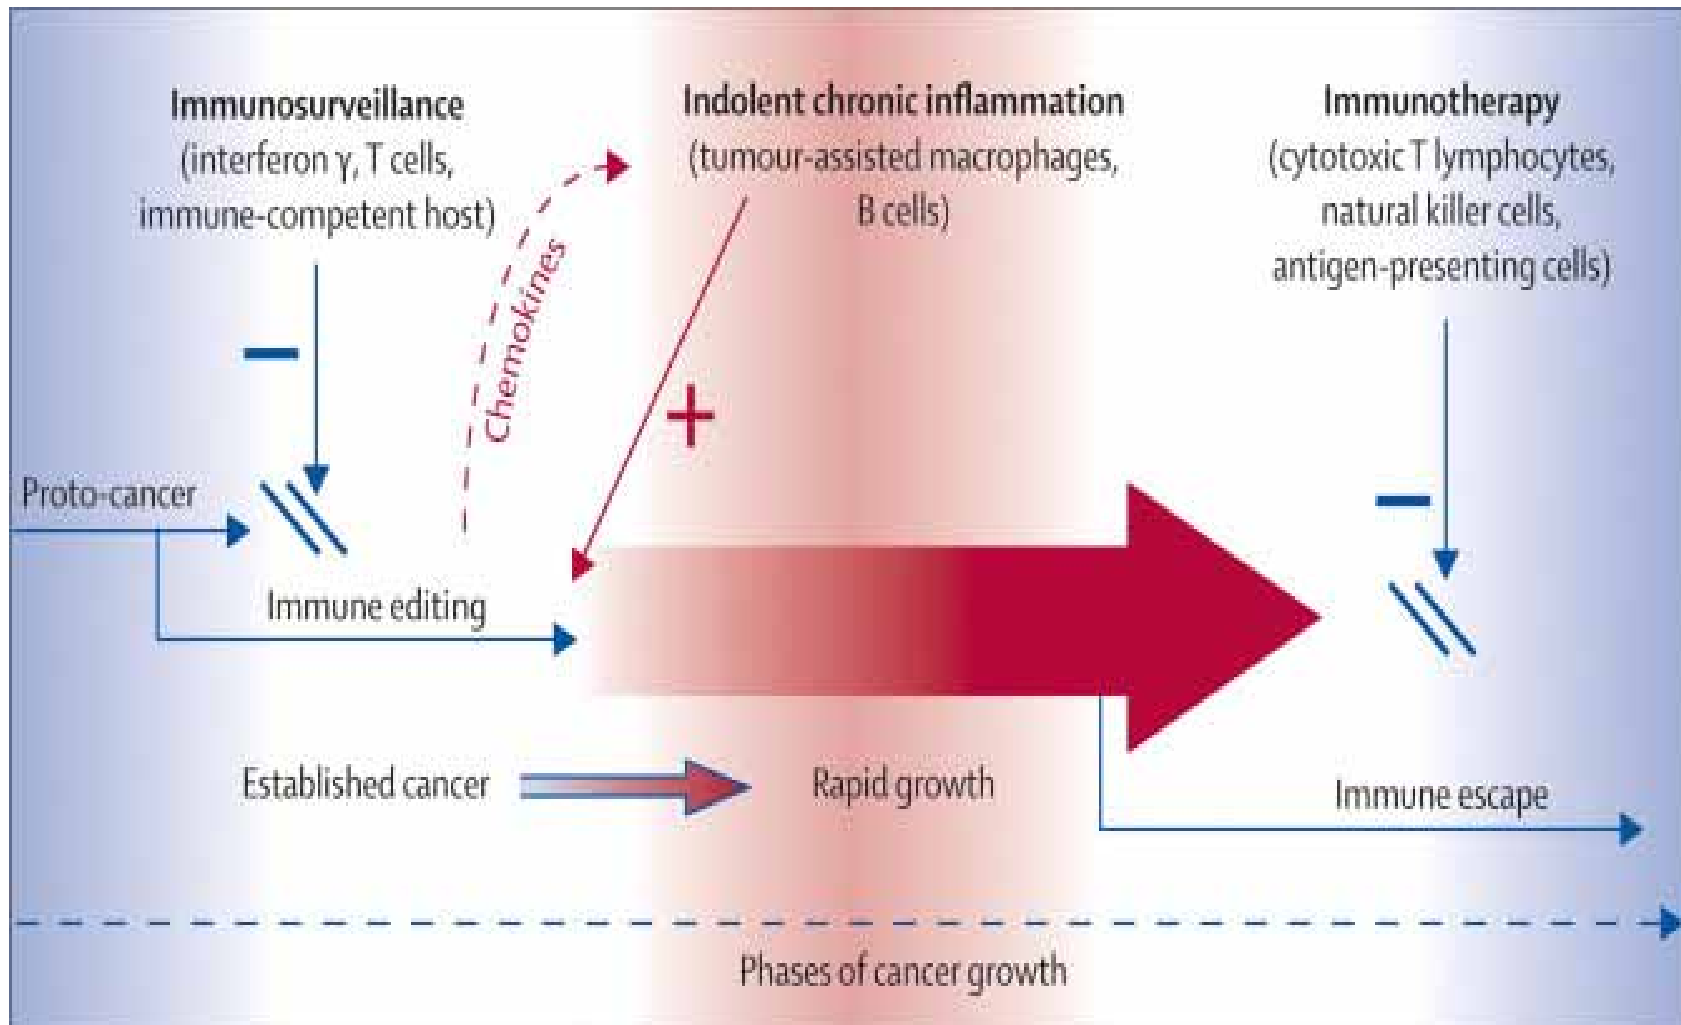 Immunosurveillance
(interferon γ, T cells,
immune-competent host)
Indolent chronic inflammation
(tumour-assisted macrophages,
B cells)
Immunotherapy
(cytotoxic T lymphocytes,
natural killer cells,
antigen-presenting cells)
Chemokines
–
+
–
Proto-cancer
Immune editing
Established cancer
Rapid growth
Immune escape
Phases of cancer growth